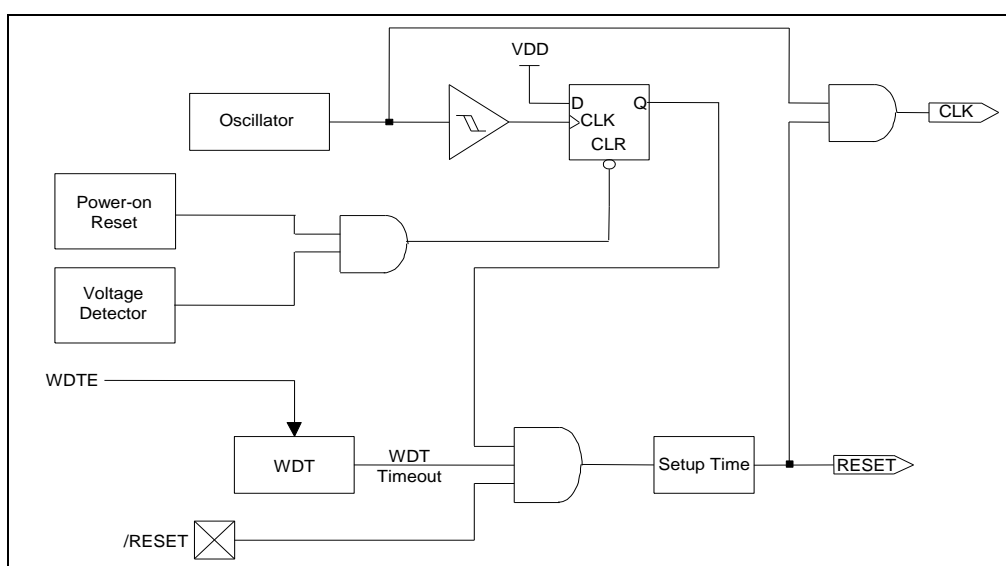 VDD
Oscillator
D
Q
CLK
CLR
CLK
Power-on
Reset
Voltage
Detector
WDTE
WDT
WDT
Timeout
Setup Time
RESET
/RESET